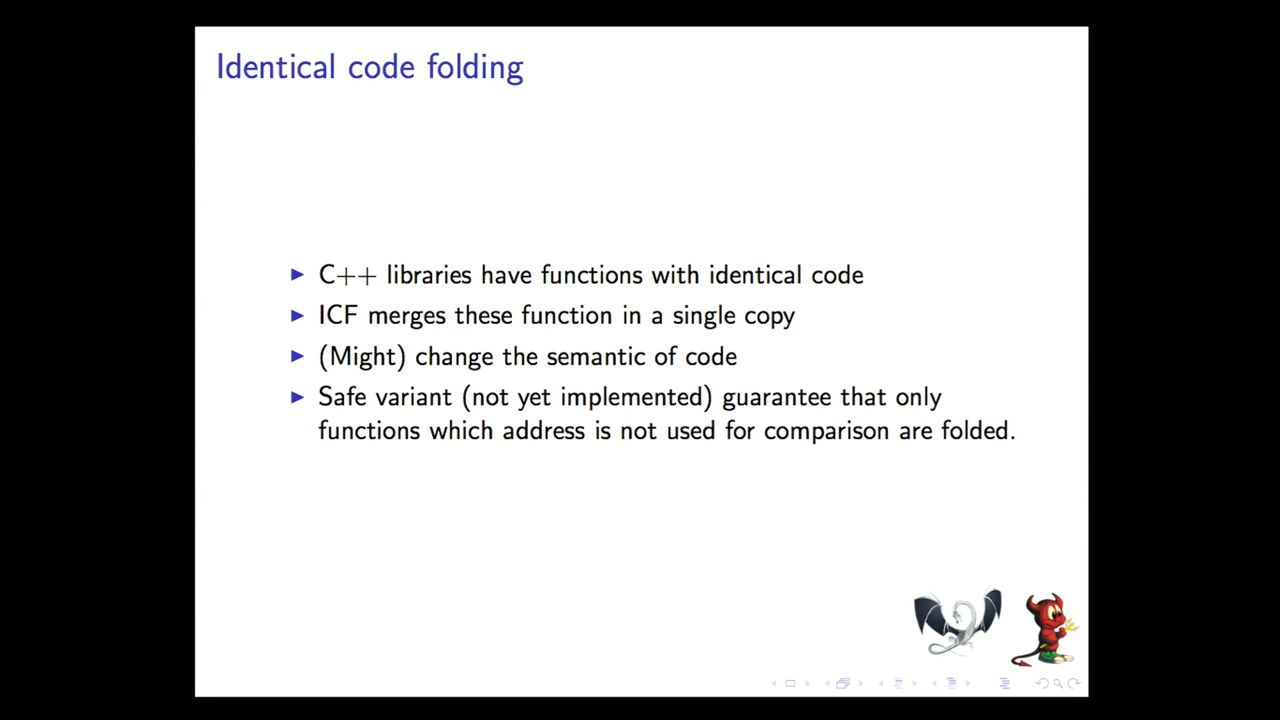 Identical code folding
C++ libraries have functions with identical code
ICF merges these function in a single copy
(Might) change the semantic of code
Safe variant (not yet implemented) guarantee that only
functions which address is not used for comparison are folded.